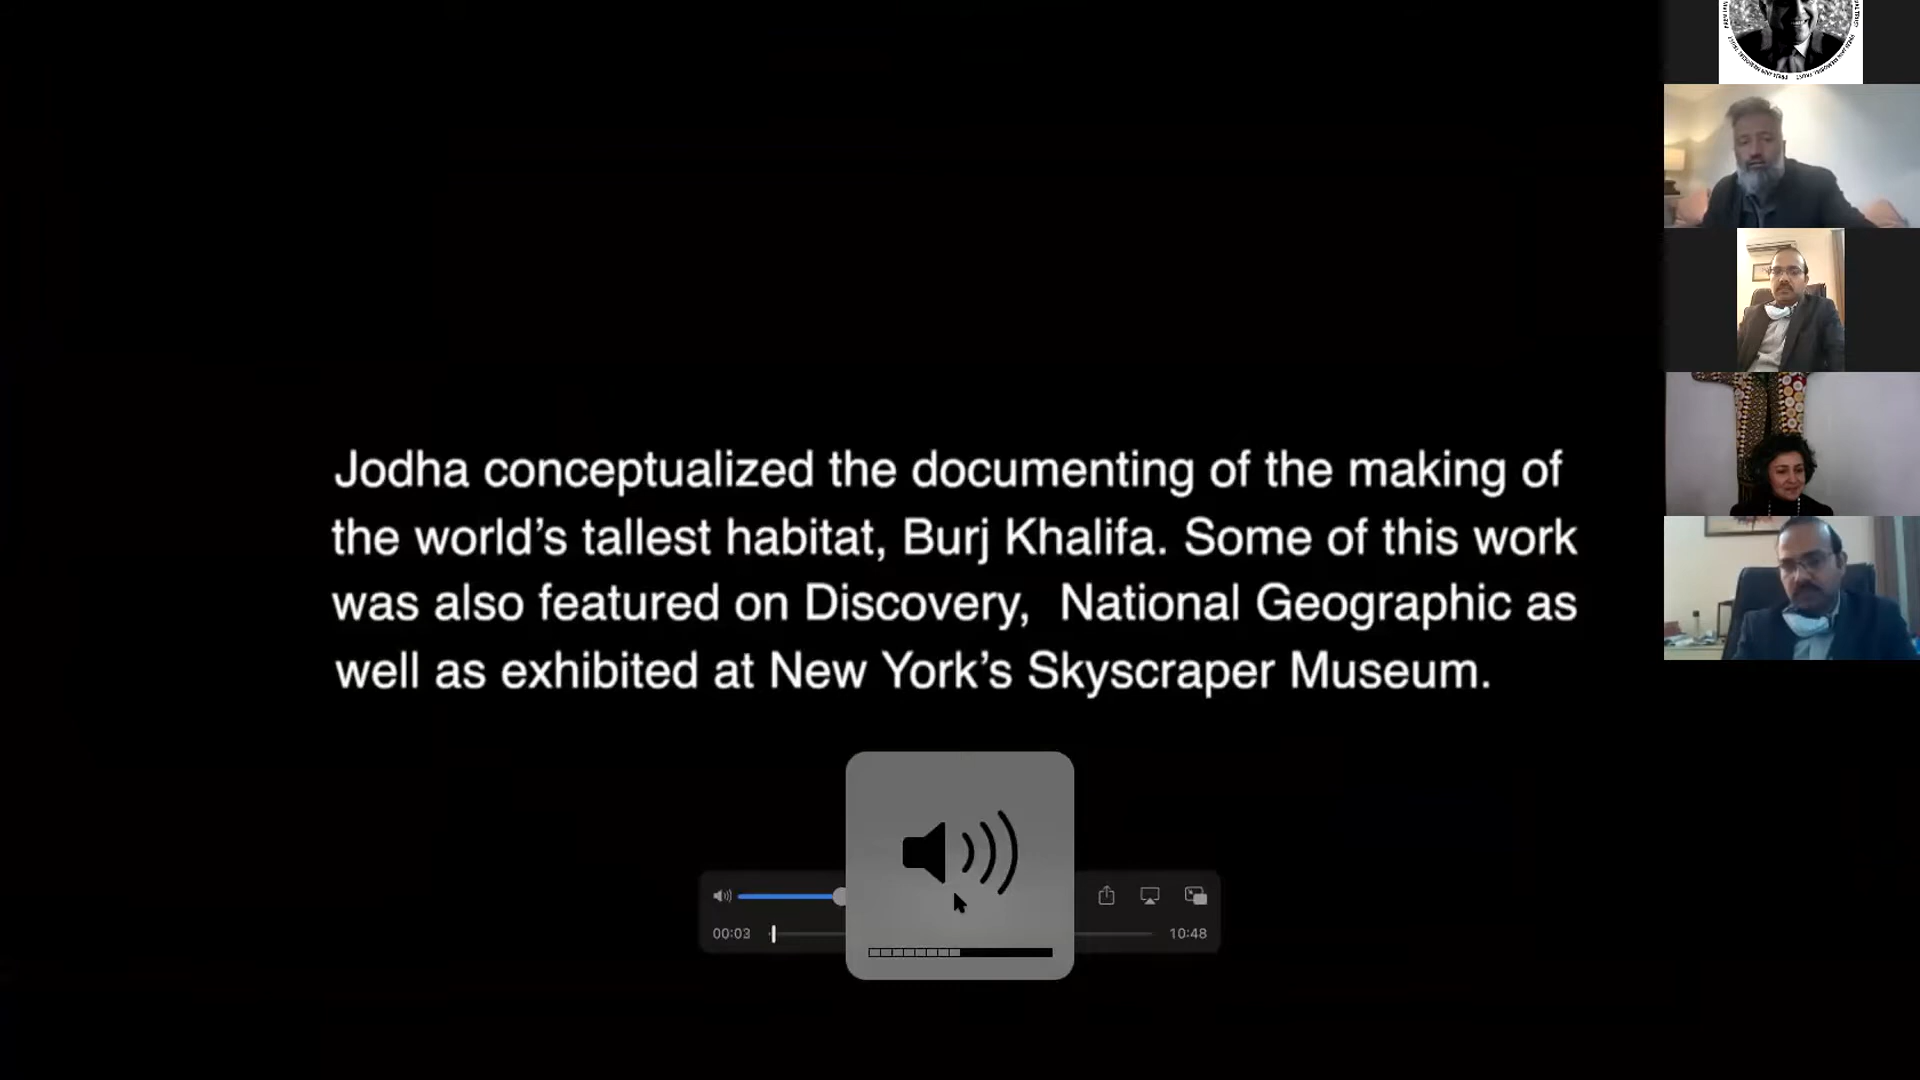 Jodha conceptualized the documenting of the making of
the world’s tallest habitat, Burj Khalifa. Some of this work
was also featured on Discovery,  National Geographic as
well as exhibited at New York’s Skyscraper Museum.
00:03
10:48